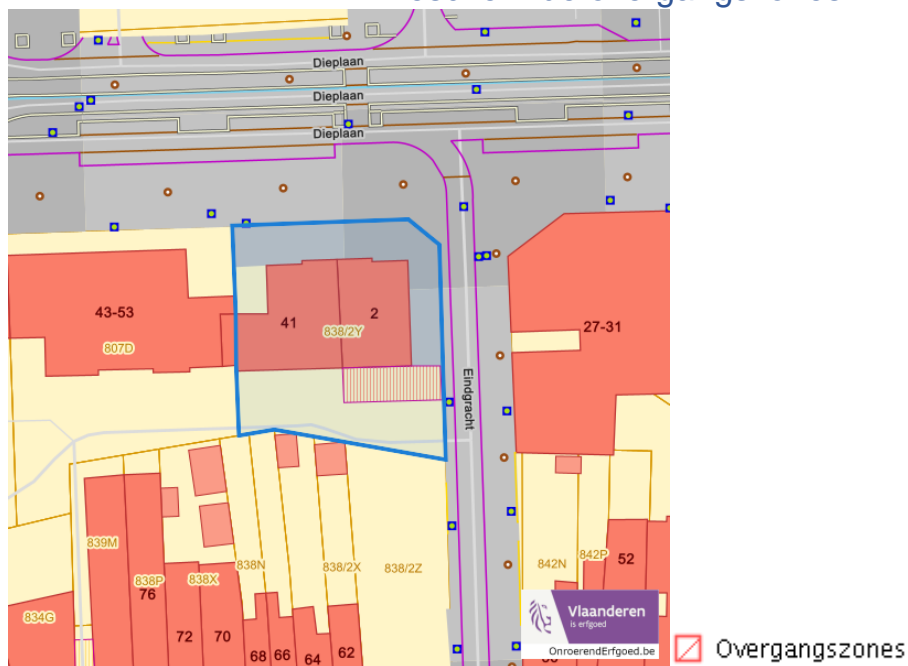 Dieplaan
Dieplaan
Dieplaan
43-53
807D
41
2
838/2Y
27-31
Eindgracht
839M
838P
76
838X
838N
838/2X
838/2Z
842N
842P
52
834G
72
70
68
66
64
62
Vlaanderen
is erfgoed
OnroerendErfgoed.be
Overgangszones